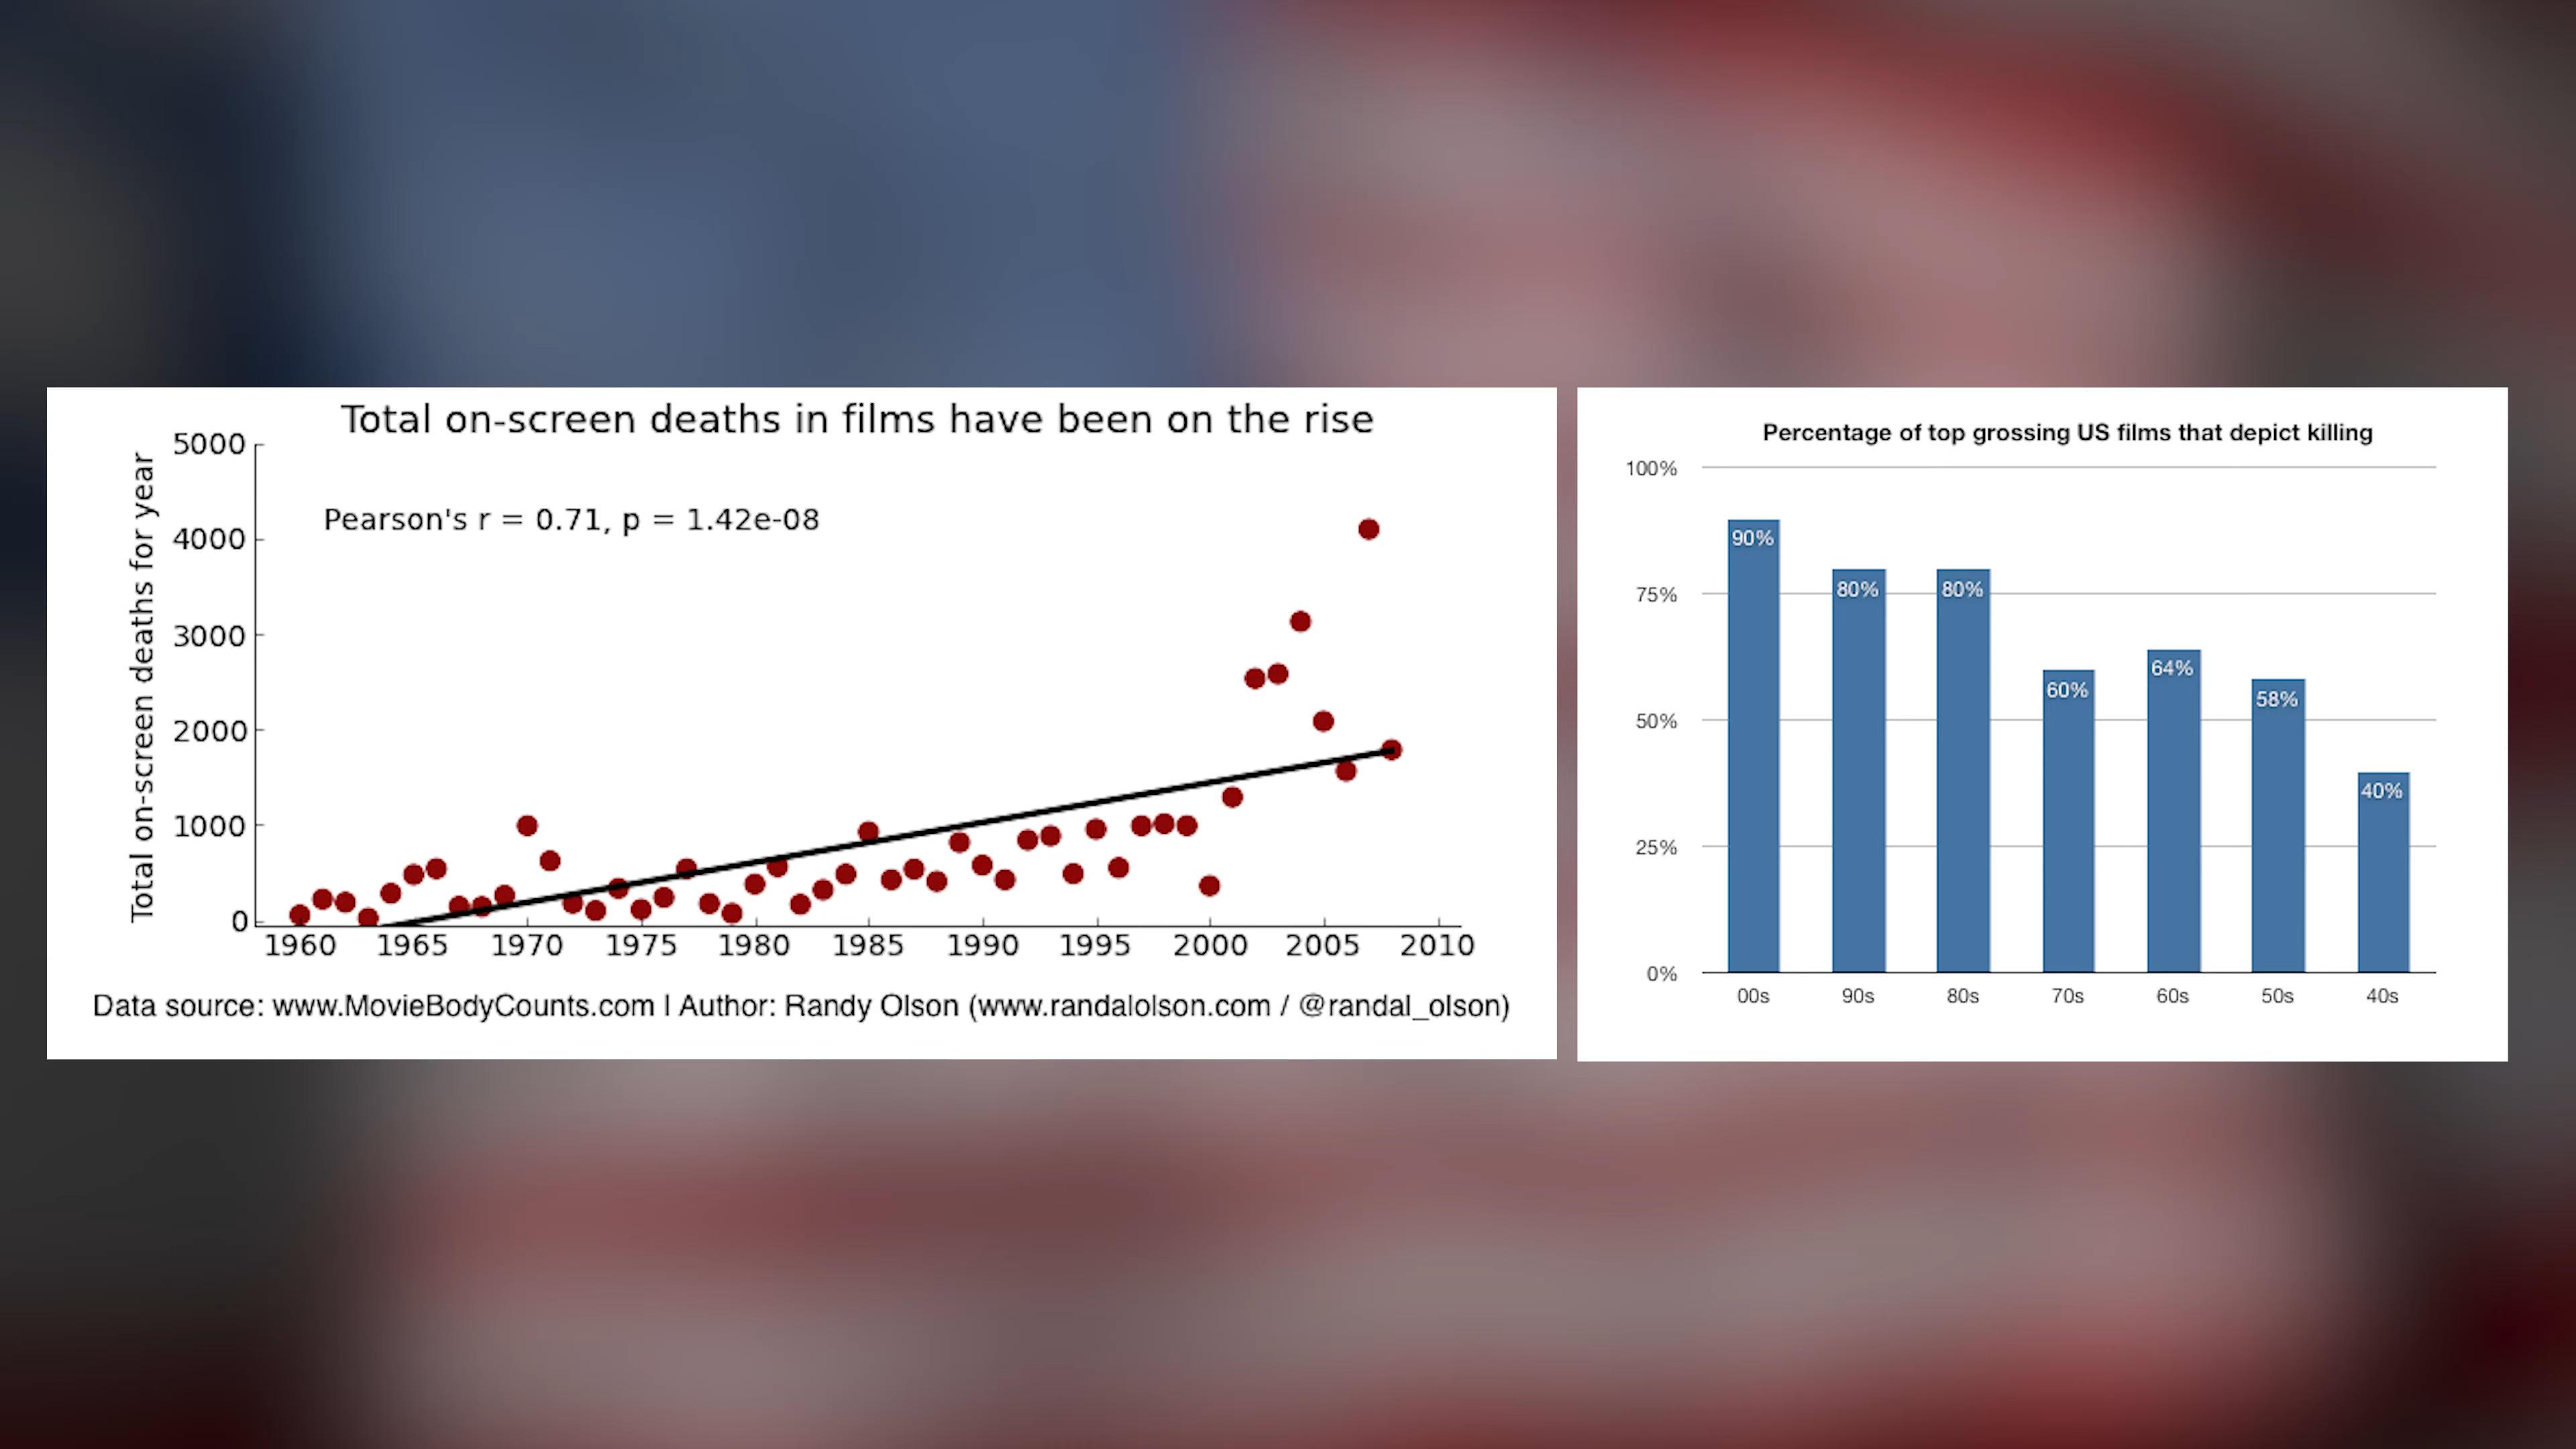 Total on-screen deaths in films have been on the rise
Total on-screen deaths for year
5000
4000
3000
2000
1000
0
Pearson's r = 0.71, p = 1.42e-08
1960 1965 1970 1975 1980 1985 1990 1995 2000 2005 2010
Data source: www.MovieBodyCounts.com | Author: Randy Olson (www.randalolson.com / @randal_olson)
Percentage of top grossing US films that depict killing
100%
75%
50%
25%
0%
90% 80% 80% 60% 64% 58% 40%
00s 90s 80s 70s 60s 50s 40s